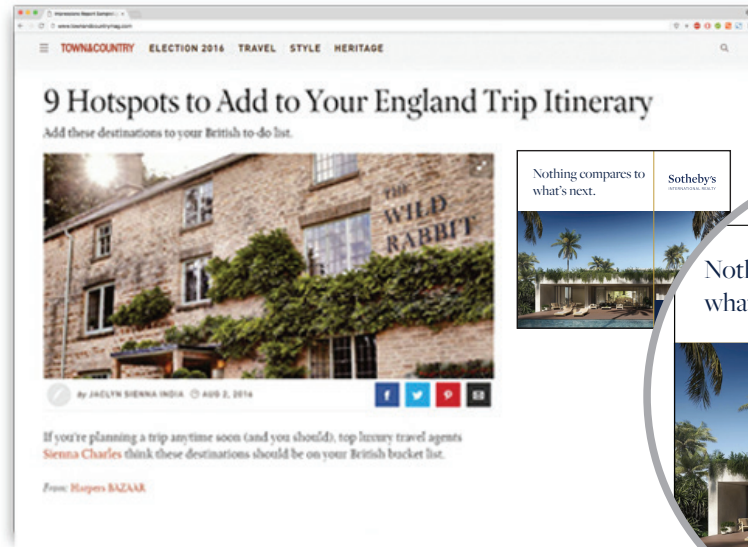 www.townandcountrymag.com
TOWN&COUNTRY ELECTION 2016 TRAVEL STYLE HERITAGE
9 Hotspots to Add to Your England Trip Itinerary
Add these destinations to your British to-do list.
THE
WILD
RABBIT
By JACLYN SIENNA INDIA AUG 2, 2016
If you're planning a trip anytime soon (and you should), top luxury travel agents
Sienna Charles think these destinations should be on your British bucket list.
From: Harpers BAZAAR
Nothing compares to
what's next.
Sotheby's
INTERNATIONAL REALTY
Noth
what